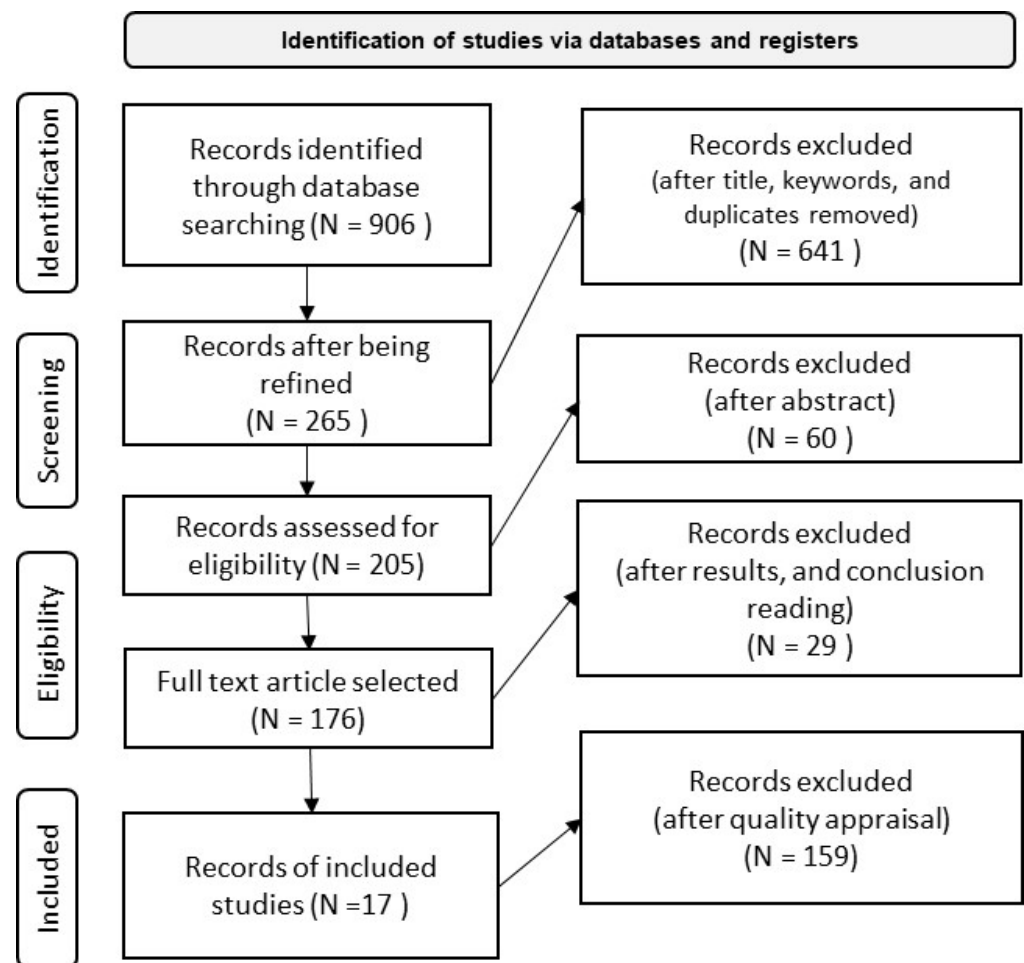 Identification of studies via databases and registers
Identification
Records identified
through database
searching (N = 906 )
Records excluded
(after title, keywords, and
duplicates removed)
(N = 641 )
Screening
Records after being
refined
(N = 265 )
Records excluded
(after abstract)
(N = 60 )
Records assessed for
eligibility (N = 205)
Eligibility
Records excluded
(after results, and conclusion
reading)
(N = 29 )
Full text article selected
(N = 176)
Included
Records of included
studies (N =17 )
Records excluded
(after quality appraisal)
(N = 159)